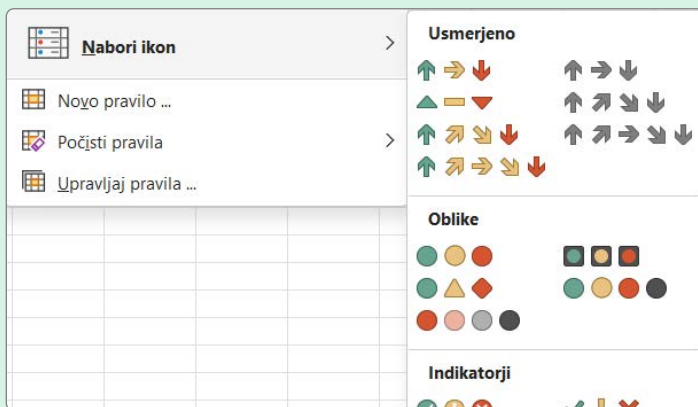 Nabori ikon
Novo pravilo ...
Počisti pravila
Upravljaj pravila ...
Usmerjeno
Oblike
Indikatorji